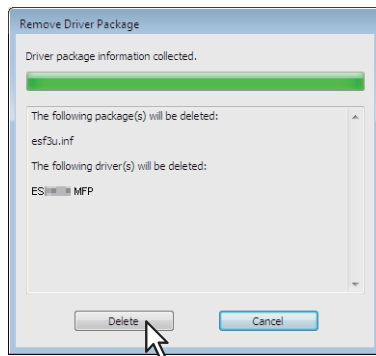 Remove Driver Package
Driver package information collected.
The following package(s) will be deleted:
esf3u.inf
The following driver(s) will be deleted:
MFP
Delete
Cancel